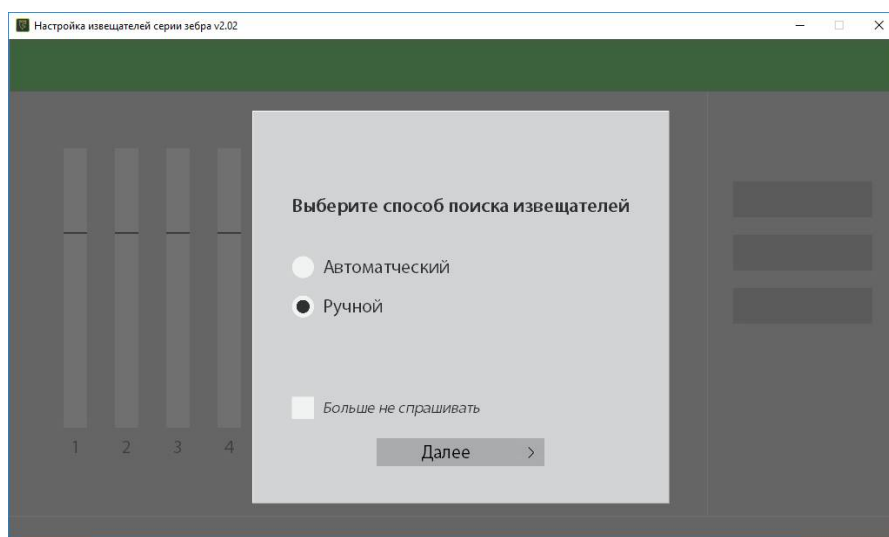 Настройка извещателей серии зебра v2.02
Выберите способ поиска извещателей
Автоматческий
Ручной
Больше не спрашивать
Далее
1 2 3 4